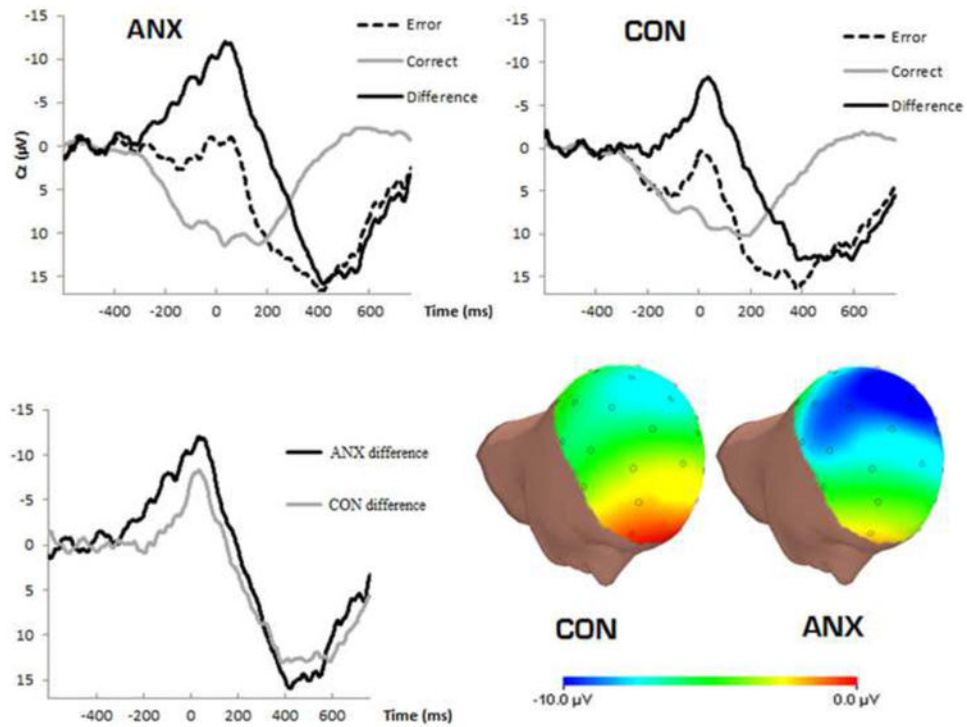 ANX
Error
Correct
Difference
Cz (µV)
-15
-10
-5
0
5
10
15
-400 -200 0 200 400 600 Time (ms)
CON
Error
Correct
Difference
-15
-10
-5
0
5
10
15
-400 -200 0 200 400 600 Time (ms)
-15
-10
-5
0
5
10
15
ANX difference
CON difference
-400 -200 0 200 400 600 Time (ms)
CON ANX
-10.0 µV 0.0 µV